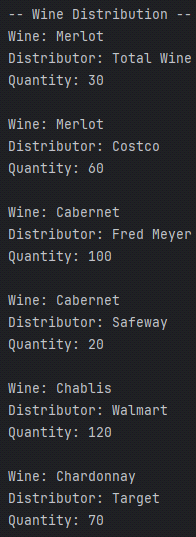 -- Wine Distribution --
Wine: Merlot
Distributor: Total Wine
Quantity: 30
Wine: Merlot
Distributor: Costco
Quantity: 60
Wine: Cabernet
Distributor: Fred Meyer
Quantity: 100
Wine: Cabernet
Distributor: Safeway
Quantity: 20
Wine: Chablis
Distributor: Walmart
Quantity: 120
Wine: Chardonnay
Distributor: Target
Quantity: 70